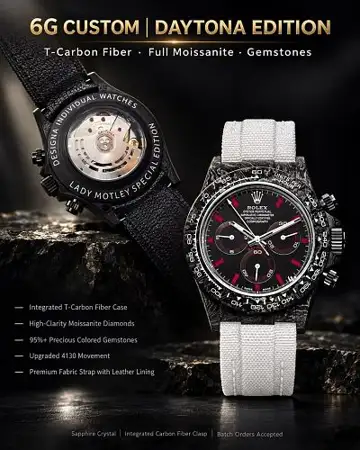 6G CUSTOM | DAYTONA EDITION
T-Carbon Fiber · Full Moissanite · Gemstones
DESIGNA INDIVIDUAL WATCHES
LADY MOTLEY SPECIAL EDITION
ROLEX
— Integrated T-Carbon Fiber Case
— High-Clarity Moissanite Diamonds
— 95%+ Precious Colored Gemstones
— Upgraded 4130 Movement
— Premium Fabric Strap with Leather Lining
Sapphire Crystal | Integrated Carbon Fiber Clasp | Batch Orders Accepted